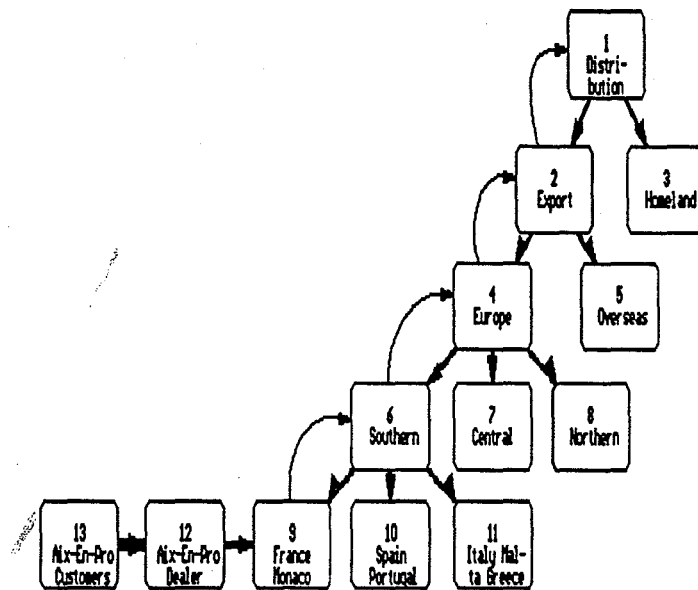 1
Distri-
bution
2
Export
3
Homeland
4
Europe
5
Overseas
6
Southern
7
Central
8
Northern
13
Aix-En-Pro
Customers
12
Aix-En-Pro
Dealer
9
France
Monaco
10
Spain
Portugal
11
Italy Mal-
ta Greece